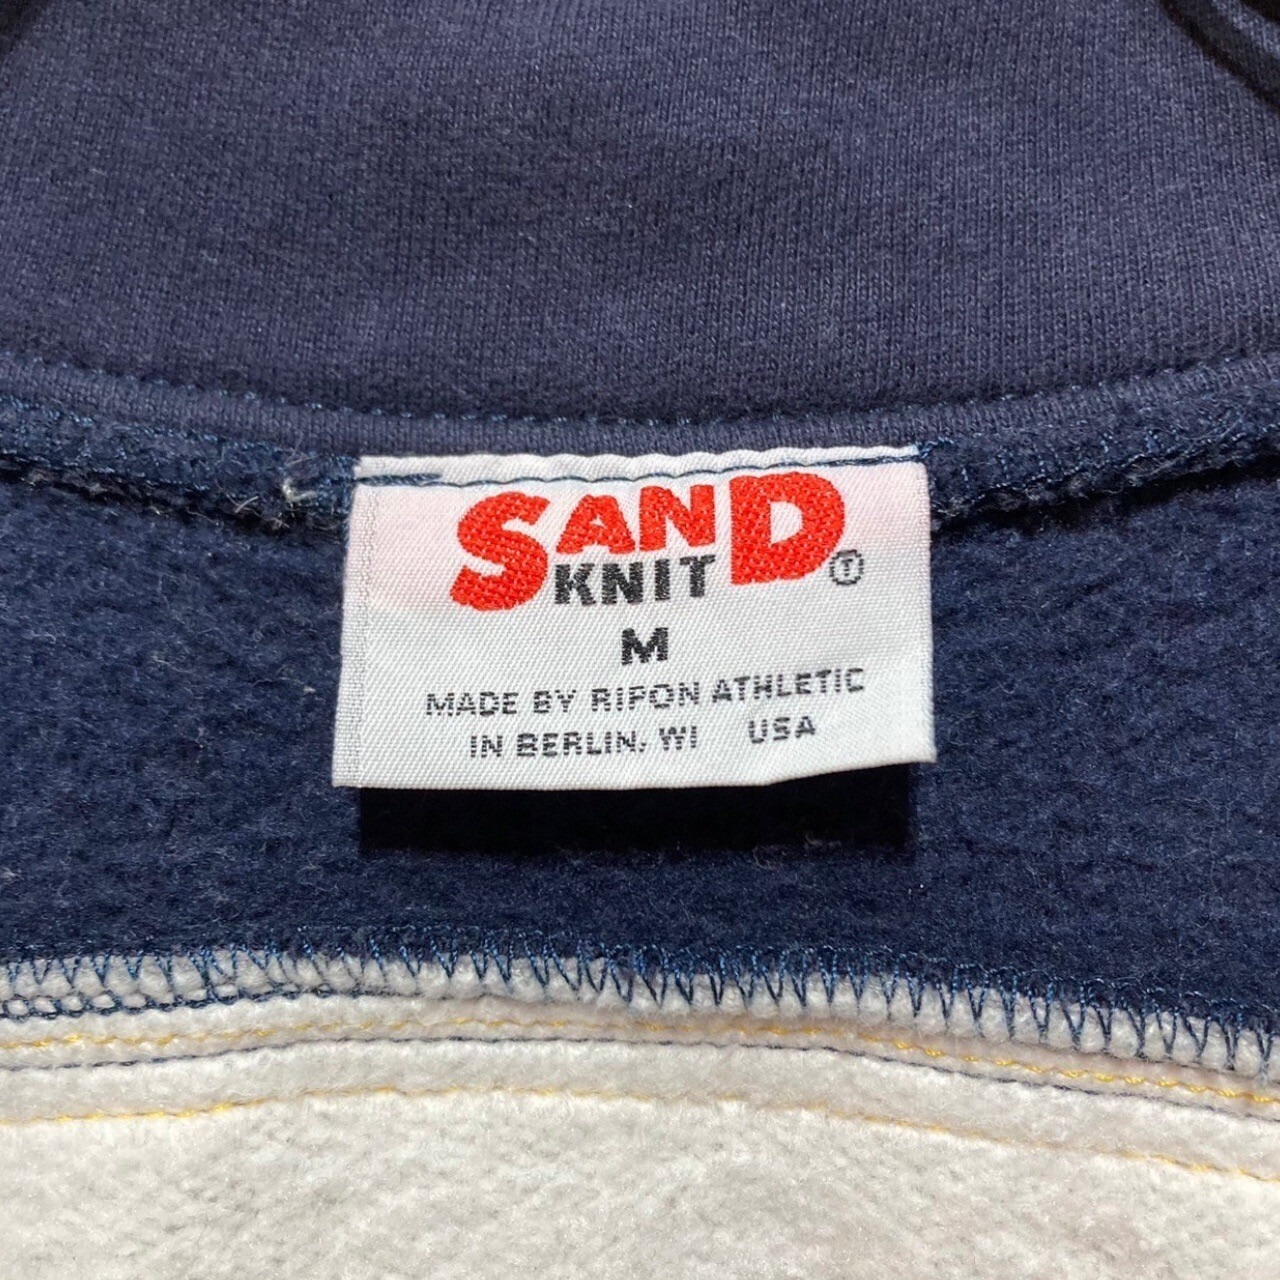 SAND
KNIT
M
MADE BY RIPON ATHLETIC
IN BERLIN, WI USA